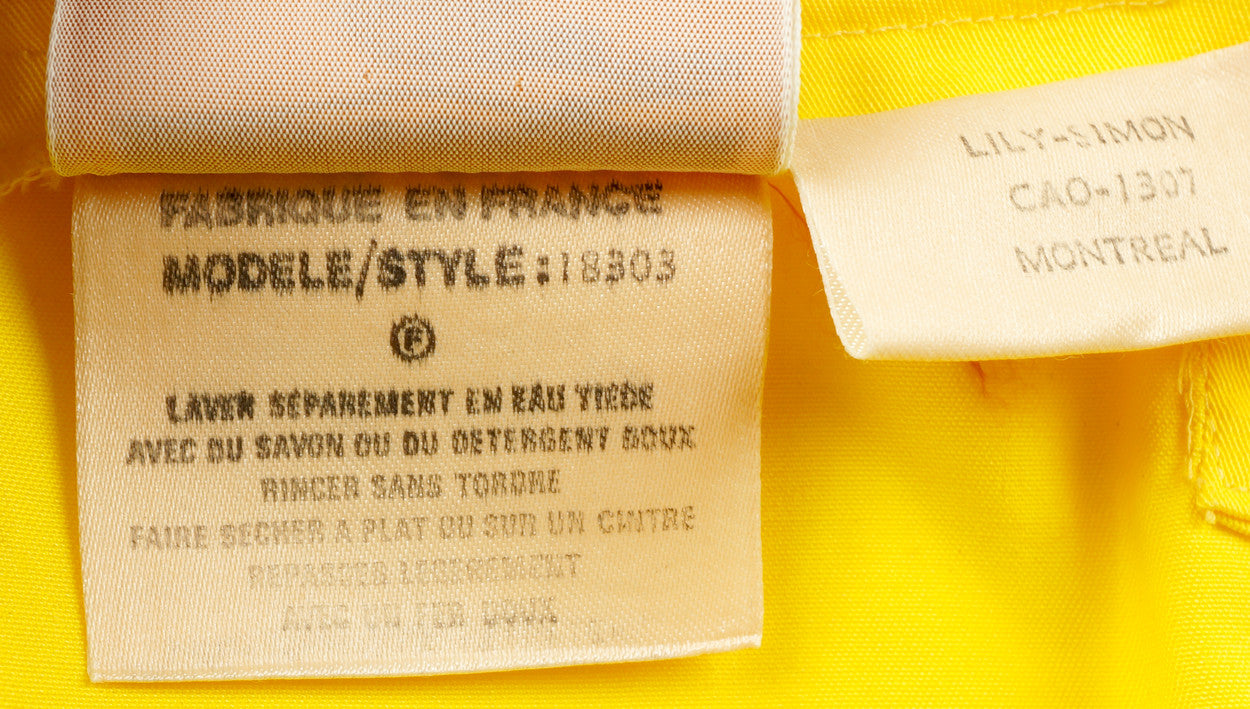 FABRIQUE EN FRANCE
MODELE/STYLE:18303
F
LAVER SÉPAREMENT EN EAU TIEDE
AVEC DU SAVON OU DU DETERGENT DOUX
RINCER SANS TORDRE
FAIRE SECHER A PLAT OU SUR UN CINTRE
REPASSER LEGEREMENT
AVEC UN FER DOUX
LILY-SIMON
CAO-1307
MONTREAL